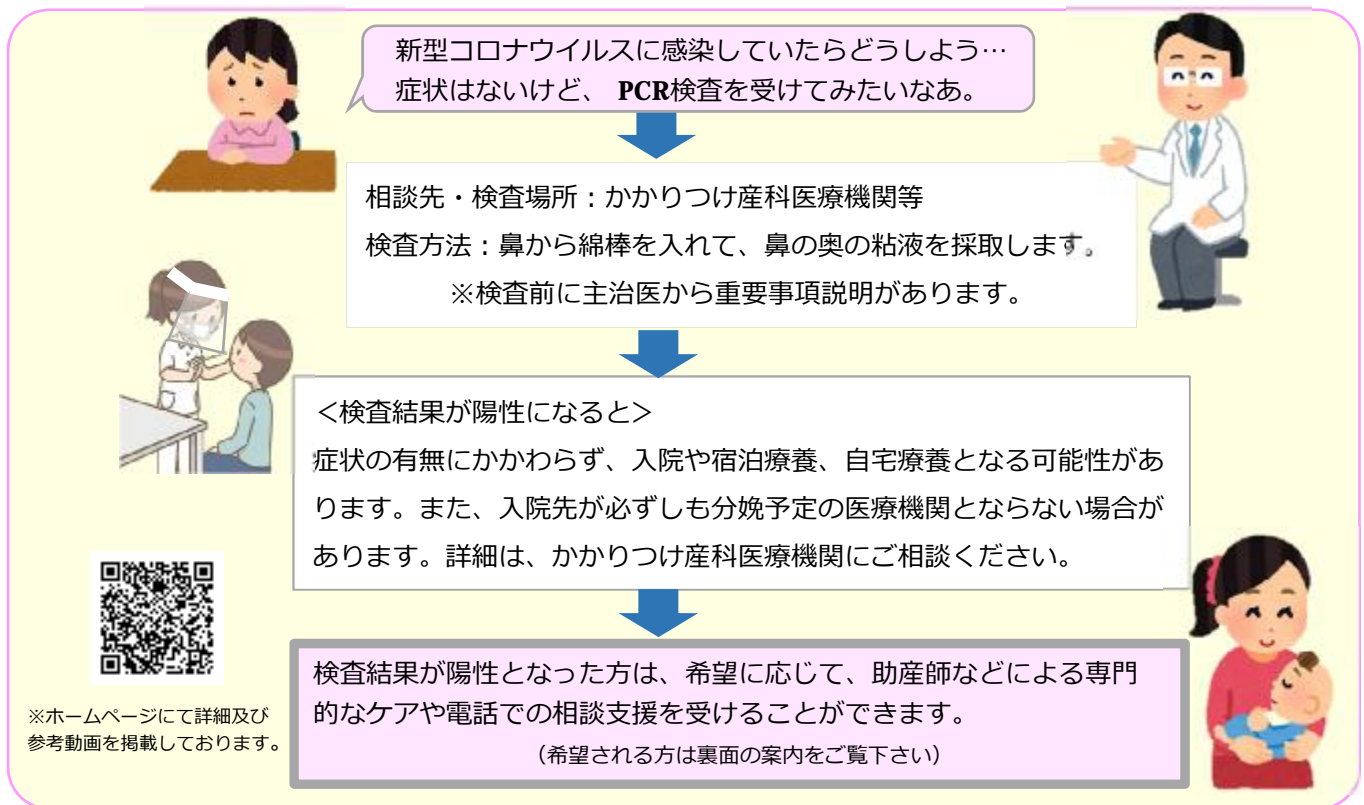 新型コロナウイルスに感染していたらどうしよう…
症状はないけど、 PCR検査を受けてみたいなあ。
相談先・検査場所：かかりつけ産科医療機関等
検査方法：鼻から綿棒を入れて、鼻の奥の粘液を採取します。
※検査前に主治医から重要事項説明があります。
＜検査結果が陽性になると＞
症状の有無にかかわらず、入院や宿泊療養、自宅療養となる可能性があ
ります。また、入院先が必ずしも分娩予定の医療機関とならない場合が
あります。詳細は、かかりつけ産科医療機関にご相談ください。
検査結果が陽性となった方は、希望に応じて、助産師などによる専門
的なケアや電話での相談支援を受けることができます。
（希望される方は裏面の案内をご覧下さい）
※ホームページにて詳細及び
参考動画を掲載しております。